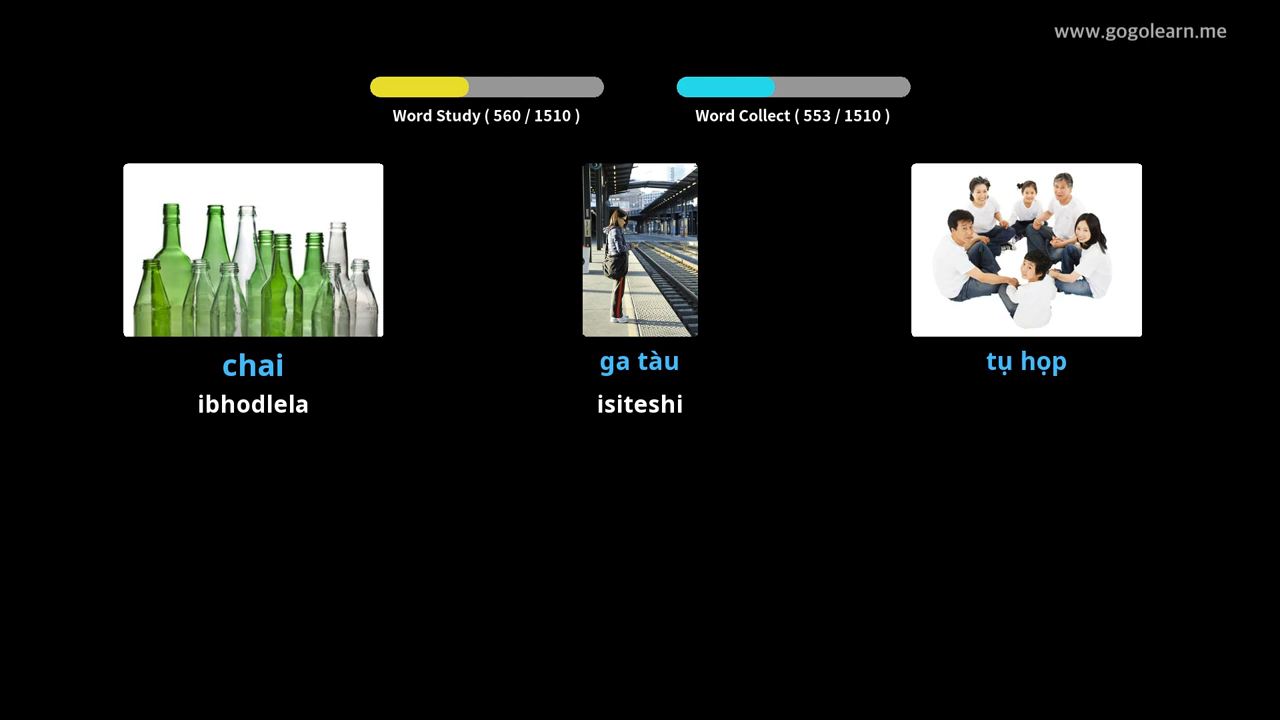 www.gogolearn.me
Word Study ( 560 / 1510 )
Word Collect ( 553 / 1510 )
chai
ibhodlela
ga tàu
isiteshi
tụ họp